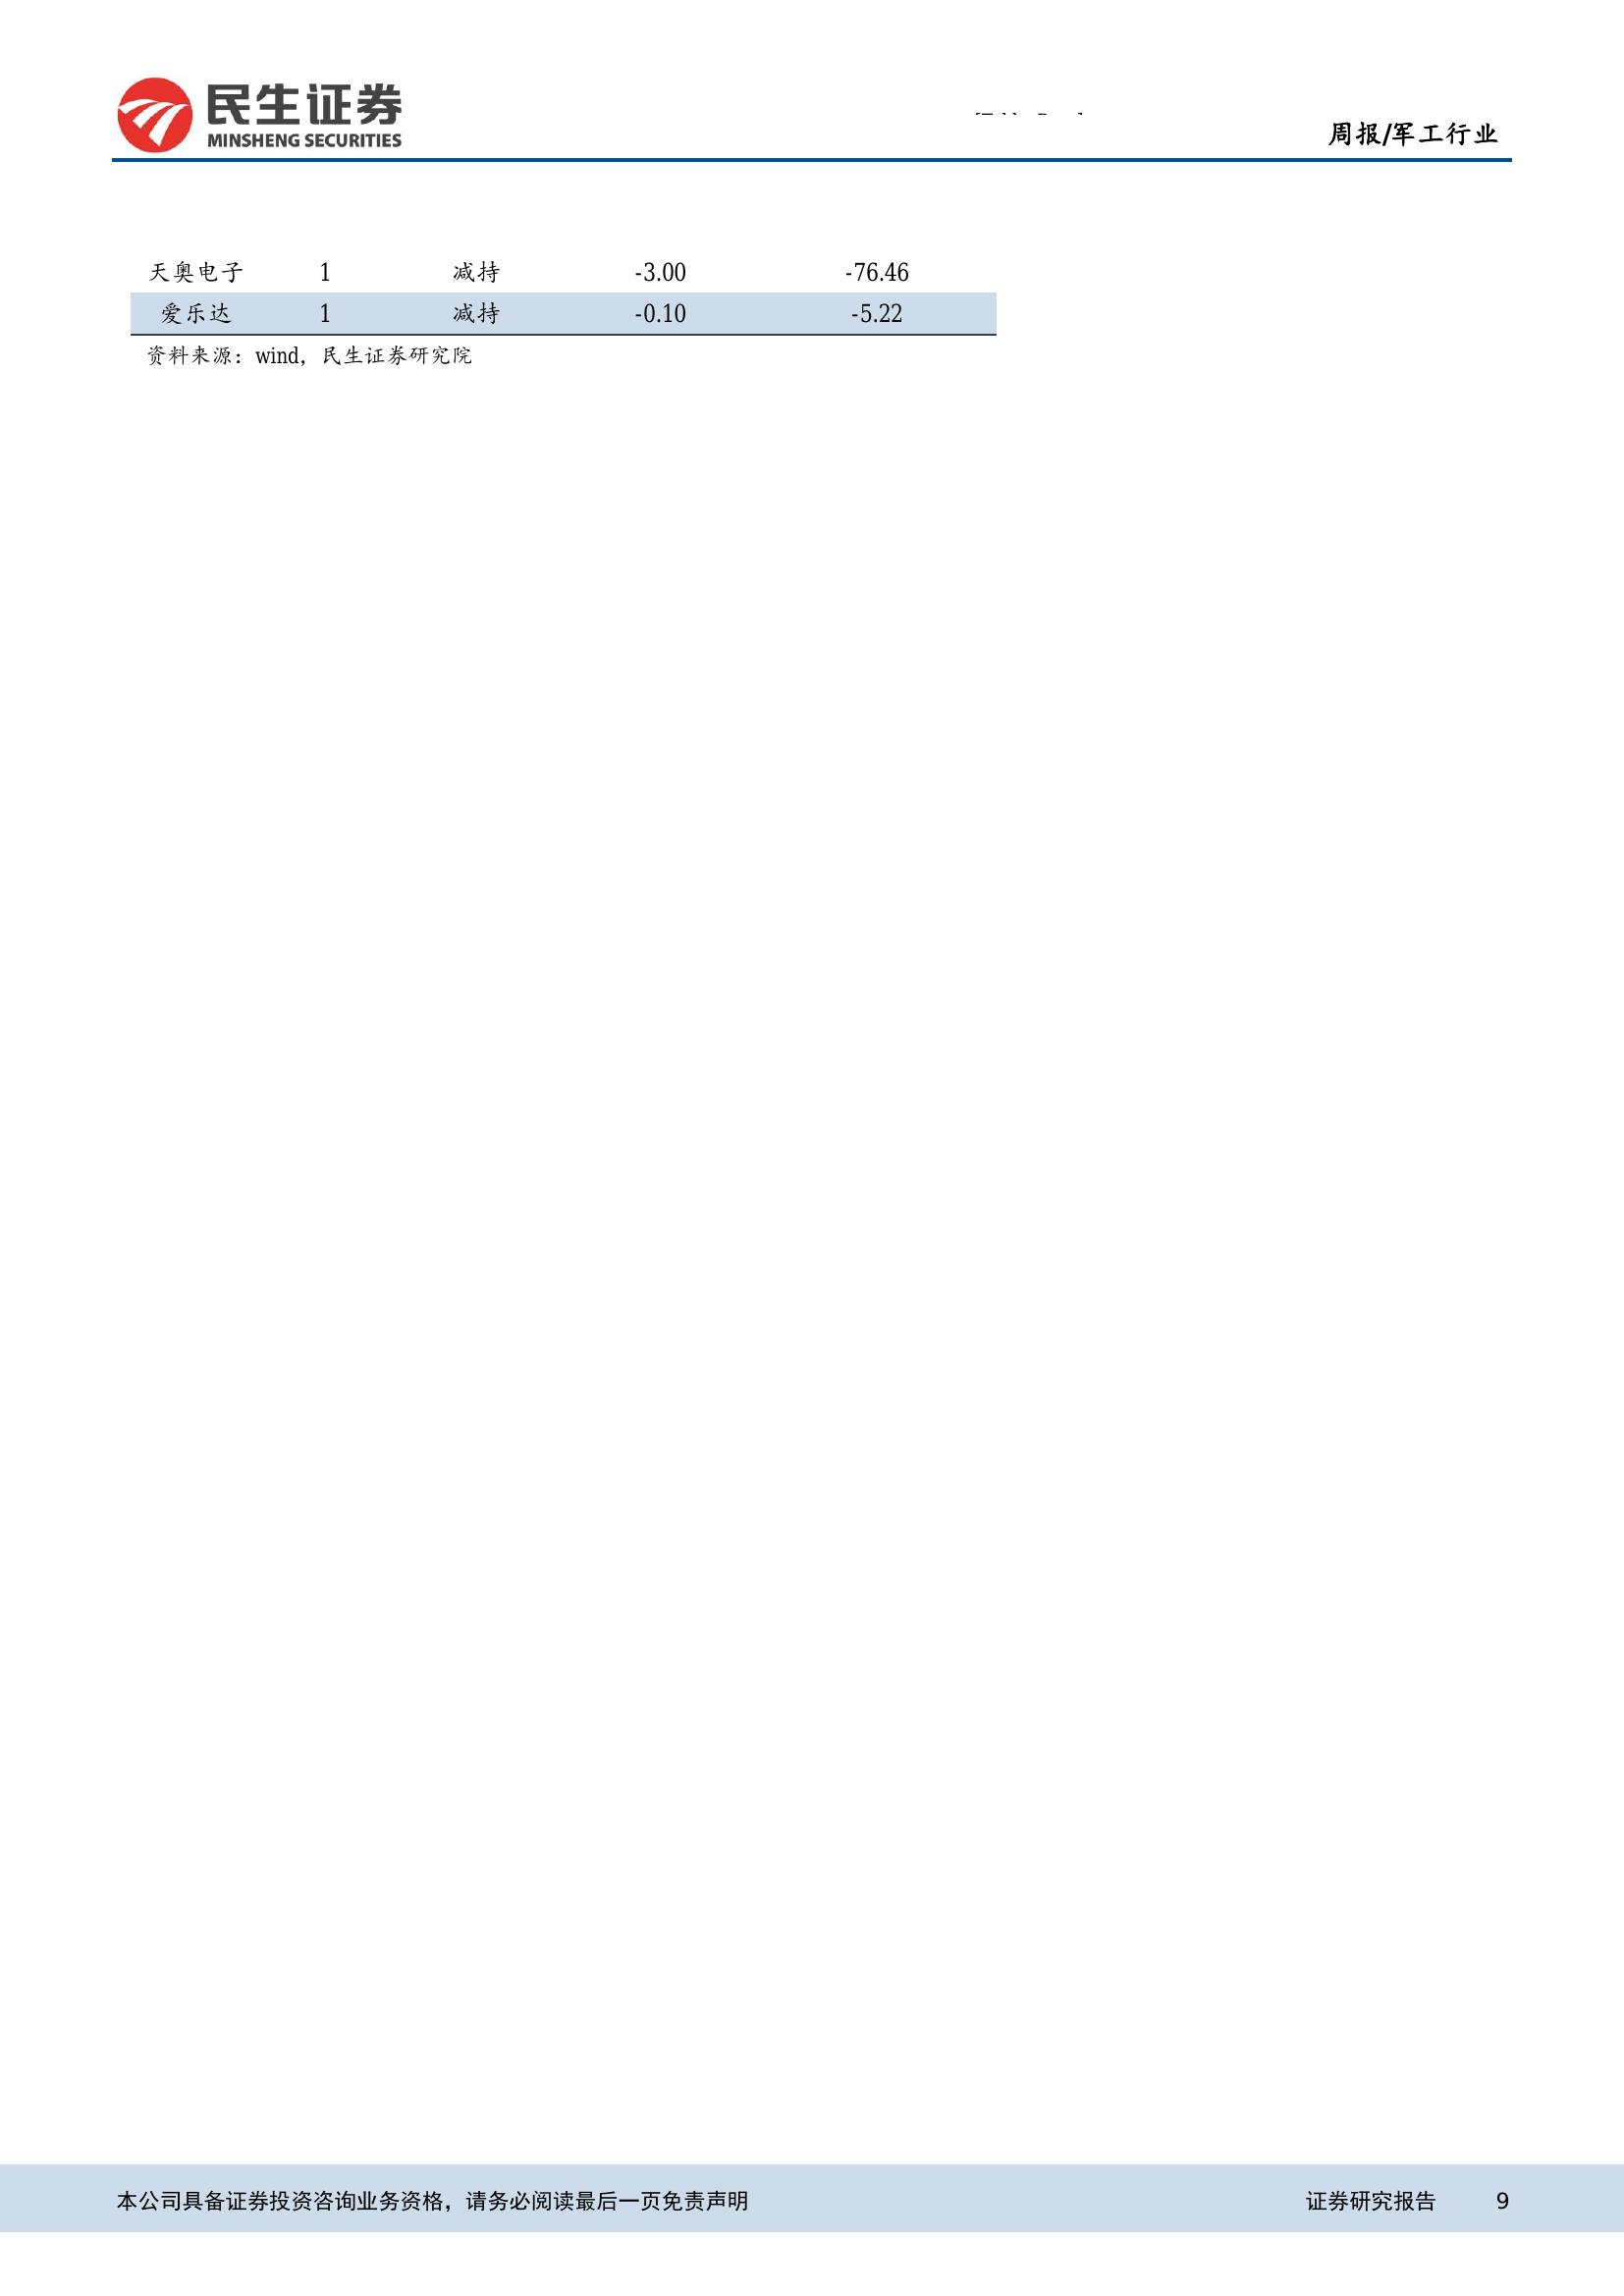 民生证券
MINSHENG SECURITIES
周报/军工行业
天奥电子 1 减持 -3.00 -76.46
爱乐达 1 减持 -0.10 -5.22
资料来源：wind，民生证券研究院
本公司具备证券投资咨询业务资格，请务必阅读最后一页免责声明 证券研究报告 9